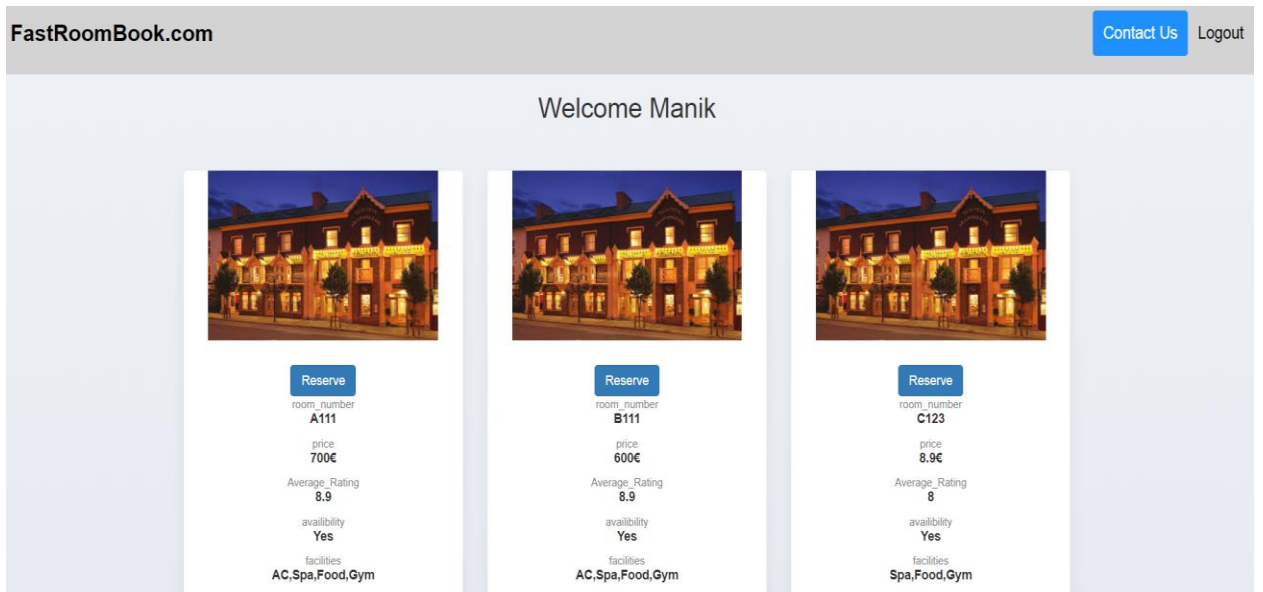 FastRoomBook.com
Contact Us
Logout
Welcome Manik
Reserve
room_number
A111
price
700€
Average_Rating
8.9
availibility
Yes
facilities
AC,Spa,Food,Gym
Reserve
room_number
B111
price
600€
Average_Rating
8.9
availibility
Yes
facilities
AC,Spa,Food,Gym
Reserve
room_number
C123
price
8.9€
Average_Rating
8
availibility
Yes
facilities
Spa,Food,Gym